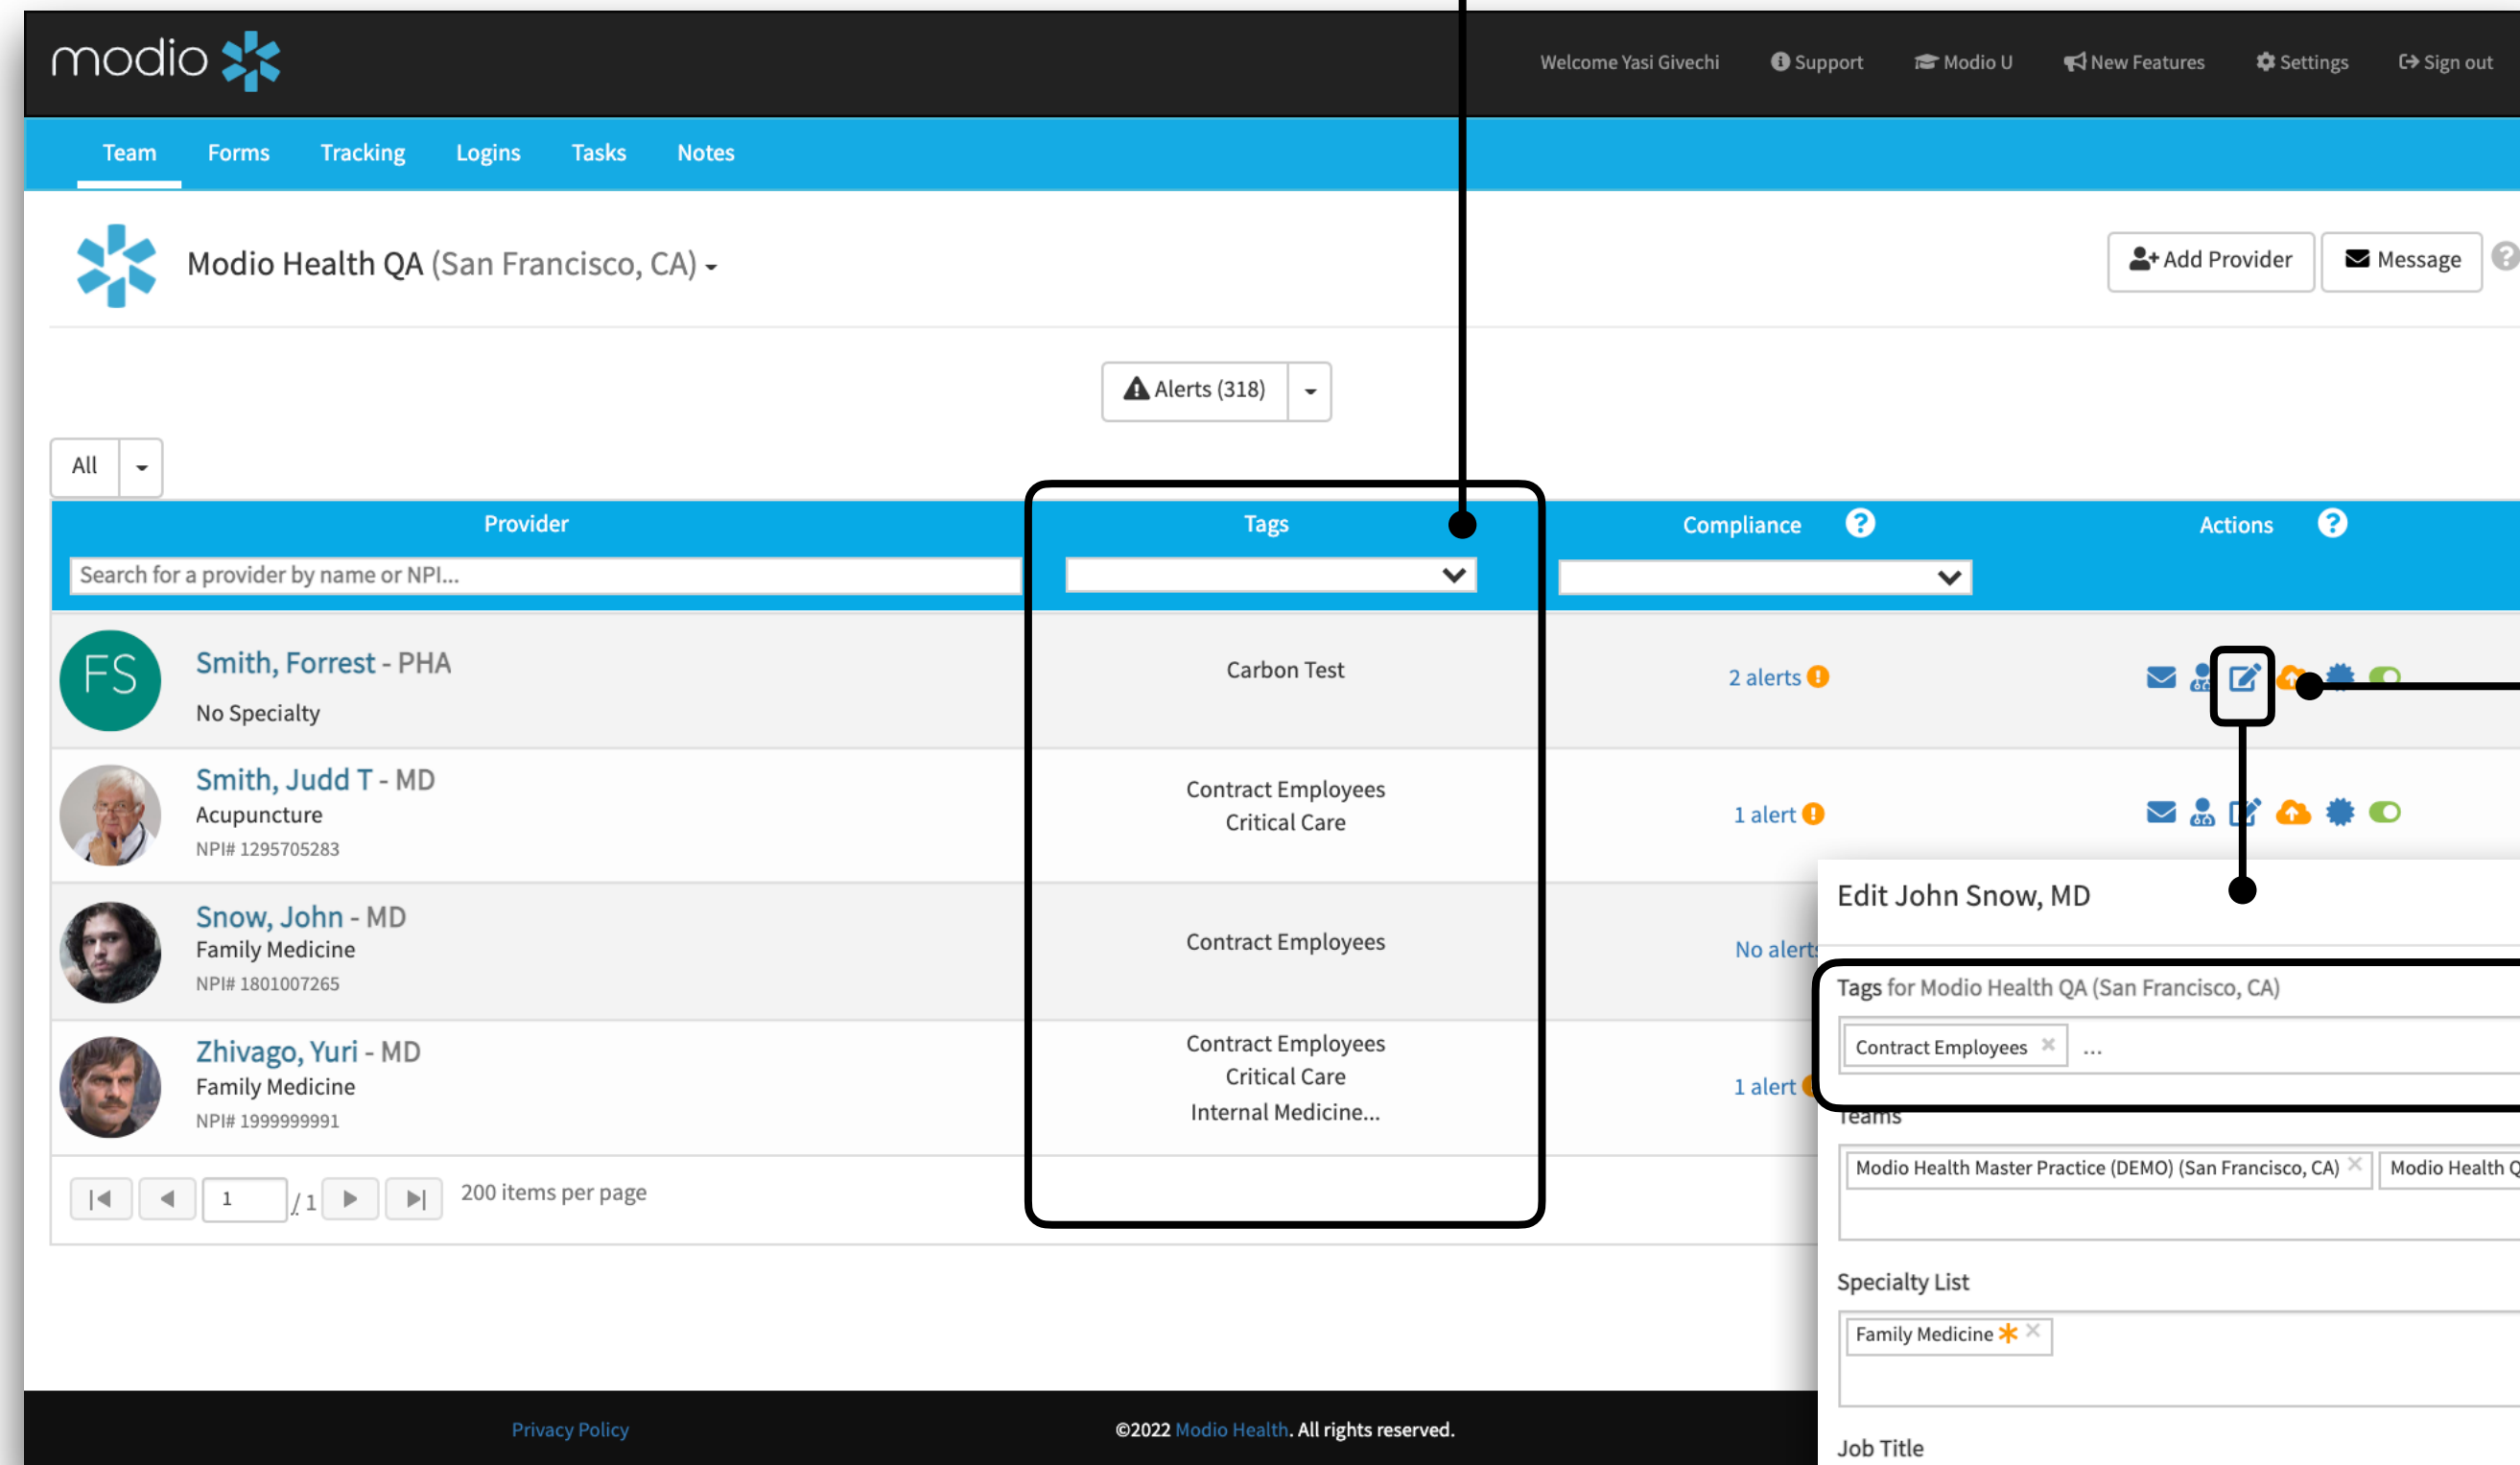 modio
Welcome Yasi Givechi Support Modio U New Features Settings Sign out
Team Forms Tracking Logins Tasks Notes
Modio Health QA (San Francisco, CA)
Add Provider Message ?
Alerts (318)
All
Provider Tags Compliance ? Actions ?
Search for a provider by name or NPI...
FS
Smith, Forrest - PHA
No Specialty
Carbon Test
2 alerts
Smith, Judd T - MD
Acupuncture
NPI# 1295705283
Contract Employees
Critical Care
1 alert
Snow, John - MD
Family Medicine
NPI# 1801007265
Contract Employees
No alerts
Zhivago, Yuri - MD
Family Medicine
NPI# 1999999991
Contract Employees
Critical Care
Internal Medicine...
1 alert
1 / 1 200 items per page
Edit John Snow, MD
Tags for Modio Health QA (San Francisco, CA)
Contract Employees × ...
Teams
Modio Health Master Practice (DEMO) (San Francisco, CA) × Modio Health Q
Specialty List
Family Medicine * ×
Job Title
Privacy Policy
©2022 Modio Health. All rights reserved.